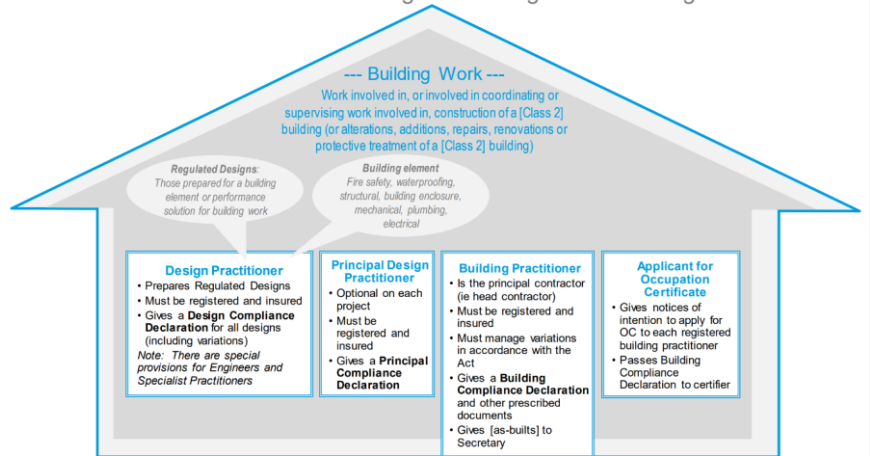 --- Building Work ---
Work involved in, or involved in coordinating or
supervising work involved in, construction of a [Class 2]
building (or alterations, additions, repairs, renovations or
protective treatment of a [Class 2] building)
Regulated Designs:
Those prepared for a building
element or performance
solution for building work
Building element
Fire safety, waterproofing,
structural, building enclosure,
mechanical, plumbing,
electrical
Design Practitioner
• Prepares Regulated Designs
• Must be registered and insured
• Gives a Design Compliance
Declaration for all designs
(including variations)
Note: There are special
provisions for Engineers and
Specialist Practitioners
Principal Design
Practitioner
• Optional on each
project
• Must be
registered and
insured
• Gives a Principal
Compliance
Declaration
Building Practitioner
• Is the principal contractor
(ie head contractor)
• Must be registered and
insured
• Must manage variations
in accordance with the
Act
• Gives a Building
Compliance Declaration
and other prescribed
documents
• Gives [as-builts] to
Secretary
Applicant for
Occupation
Certificate
• Gives notices of
intention to apply for
OC to each registered
building practitioner
• Passes Building
Compliance
Declaration to certifier